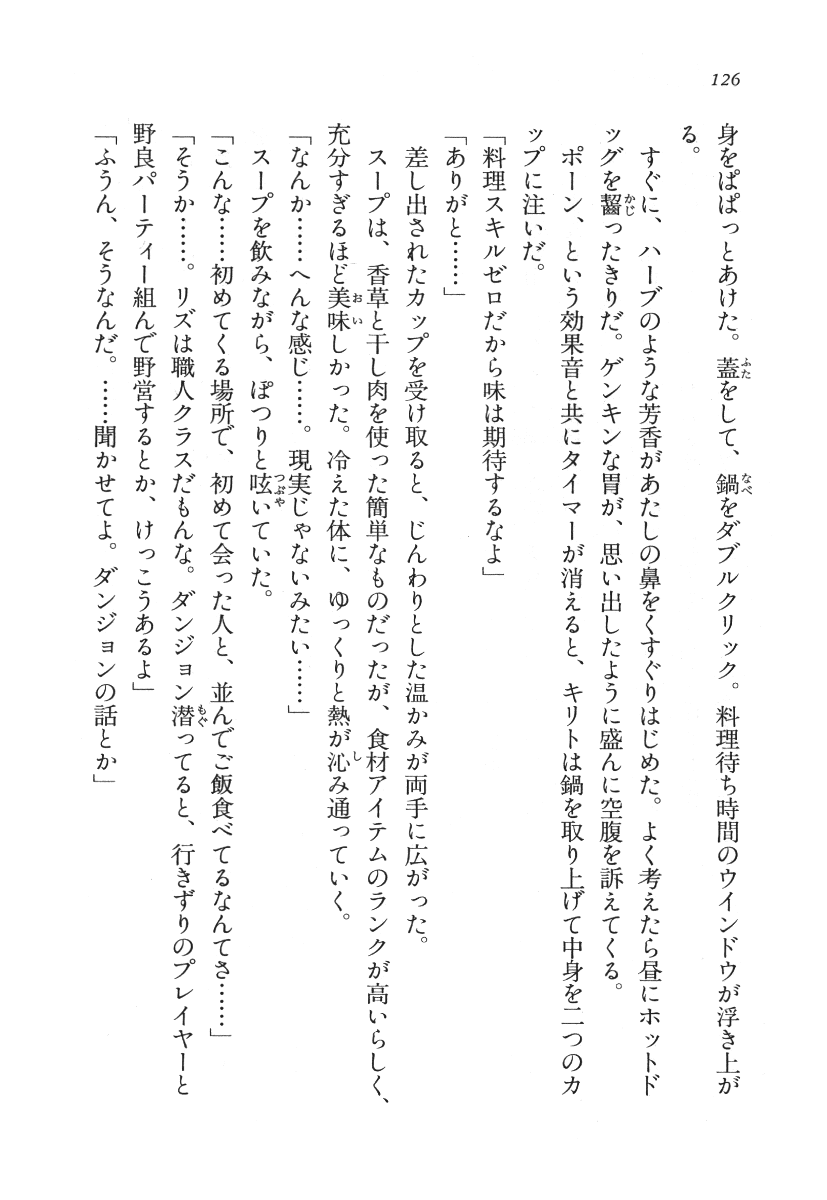 126
身をぱぱっとあけた。蓋をして、鍋をダブルクリック。料理待ち時間のウインドウが浮き上が
る。
　すぐに、ハーブのような芳香があたしの鼻をくすぐりはじめた。よく考えたら昼にホットド
ッグを齧ったきりだ。ゲンキンな胃が、思い出したように盛んに空腹を訴えてくる。
　ポーン、という効果音と共にタイマーが消えると、キリトは鍋を取り上げて中身を二つのカ
ップに注いだ。
「料理スキルゼロだから味は期待するなよ」
「ありがと……」
　差し出されたカップを受け取ると、じんわりとした温かみが両手に広がった。
　スープは、香草と干し肉を使った簡単なものだったが、食材アイテムのランクが高いらしく、
充分すぎるほど美味しかった。冷えた体に、ゆっくりと熱が沁み通っていく。
「なんか……へんな感じ……。現実じゃないみたい……」
　スープを飲みながら、ぽつりと呟いていた。
「こんな……初めてくる場所で、初めて会った人と、並んでご飯食べてるなんてさ……」
「そうか……。リズは職人クラスだもんな。ダンジョン潜ってると、行きずりのプレイヤーと
野良パーティー組んで野営するとか、けっこうあるよ」
「ふうん、そうなんだ。……聞かせてよ。ダンジョンの話とか」